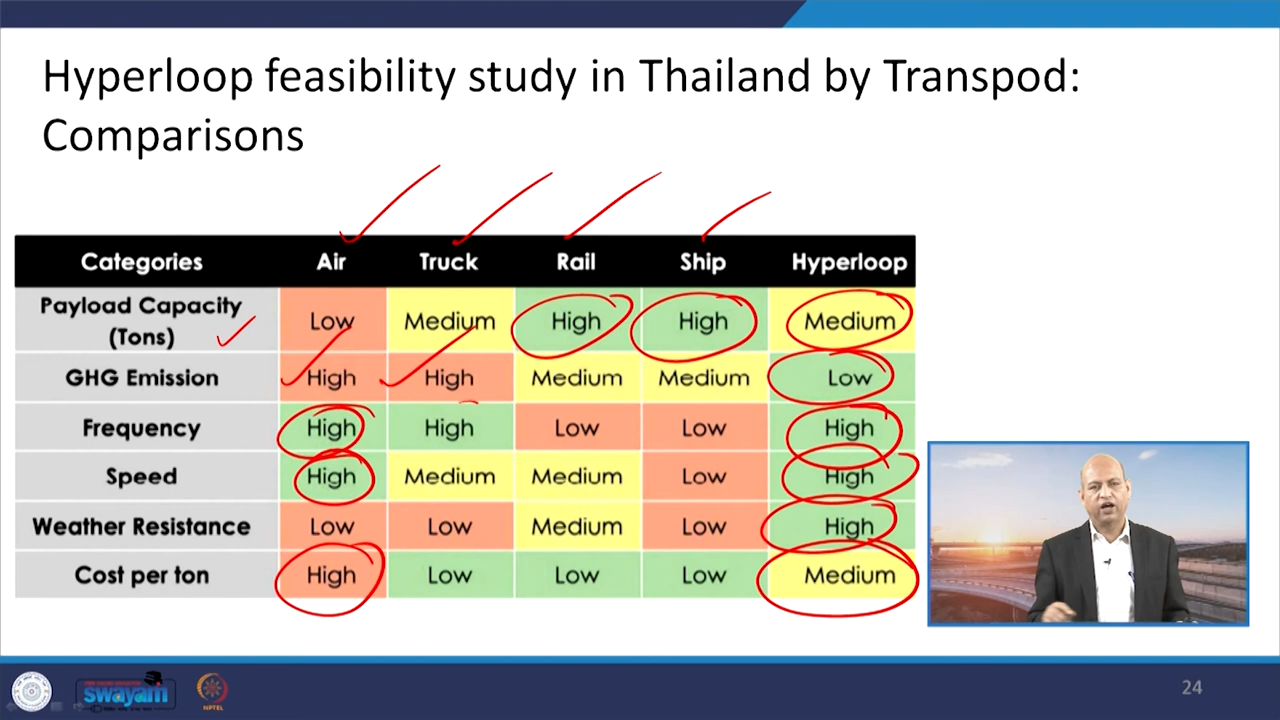 Hyperloop feasibility study in Thailand by Transpod:
Comparisons
Categories Air Truck Rail Ship Hyperloop
Payload Capacity
(Tons) Low Medium High High Medium
GHG Emission High High Medium Medium Low
Frequency High High Low Low High
Speed High Medium Medium Low High
Weather Resistance Low Low Medium Low High
Cost per ton High Low Low Low Medium
swayam
NPTEL
24